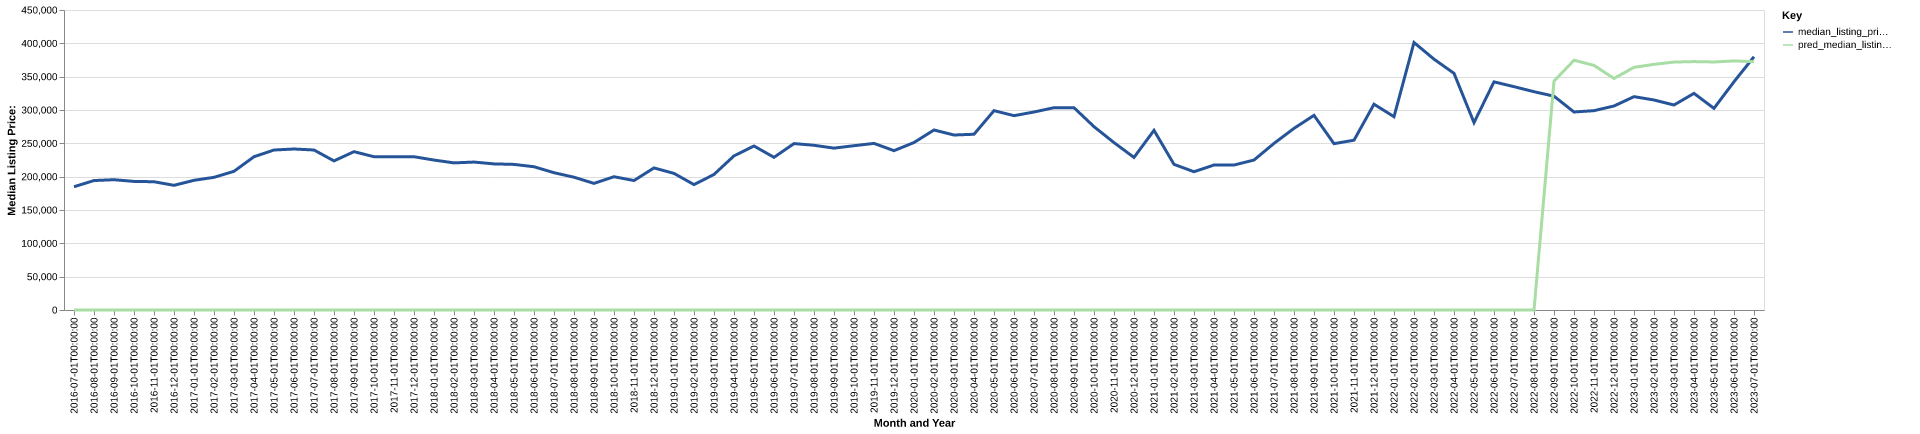 Median Listing Price:
450,000
400,000
350,000
300,000
250,000
200,000
150,000
100,000
50,000
0
2016-07-01T00:00:00
2016-08-01T00:00:00
2016-09-01T00:00:00
2016-10-01T00:00:00
2016-11-01T00:00:00
2016-12-01T00:00:00
2017-01-01T00:00:00
2017-02-01T00:00:00
2017-03-01T00:00:00
2017-04-01T00:00:00
2017-05-01T00:00:00
2017-06-01T00:00:00
2017-07-01T00:00:00
2017-08-01T00:00:00
2017-09-01T00:00:00
2017-10-01T00:00:00
2017-11-01T00:00:00
2017-12-01T00:00:00
2018-01-01T00:00:00
2018-02-01T00:00:00
2018-03-01T00:00:00
2018-04-01T00:00:00
2018-05-01T00:00:00
2018-06-01T00:00:00
2018-07-01T00:00:00
2018-08-01T00:00:00
2018-09-01T00:00:00
2018-10-01T00:00:00
2018-11-01T00:00:00
2018-12-01T00:00:00
2019-01-01T00:00:00
2019-02-01T00:00:00
2019-03-01T00:00:00
2019-04-01T00:00:00
2019-05-01T00:00:00
2019-06-01T00:00:00
2019-07-01T00:00:00
2019-08-01T00:00:00
2019-09-01T00:00:00
2019-10-01T00:00:00
2019-11-01T00:00:00
2019-12-01T00:00:00
2020-01-01T00:00:00
2020-02-01T00:00:00
2020-03-01T00:00:00
2020-04-01T00:00:00
2020-05-01T00:00:00
2020-06-01T00:00:00
2020-07-01T00:00:00
2020-08-01T00:00:00
2020-09-01T00:00:00
2020-10-01T00:00:00
2020-11-01T00:00:00
2020-12-01T00:00:00
2021-01-01T00:00:00
2021-02-01T00:00:00
2021-03-01T00:00:00
2021-04-01T00:00:00
2021-05-01T00:00:00
2021-06-01T00:00:00
2021-07-01T00:00:00
2021-08-01T00:00:00
2021-09-01T00:00:00
2021-10-01T00:00:00
2021-11-01T00:00:00
2021-12-01T00:00:00
2022-01-01T00:00:00
2022-02-01T00:00:00
2022-03-01T00:00:00
2022-04-01T00:00:00
2022-05-01T00:00:00
2022-06-01T00:00:00
2022-07-01T00:00:00
2022-08-01T00:00:00
2022-09-01T00:00:00
2022-10-01T00:00:00
2022-11-01T00:00:00
2022-12-01T00:00:00
2023-01-01T00:00:00
2023-02-01T00:00:00
2023-03-01T00:00:00
2023-04-01T00:00:00
2023-05-01T00:00:00
2023-06-01T00:00:00
2023-07-01T00:00:00
Month and Year
Key
median_listing_pri…
pred_median_listin…